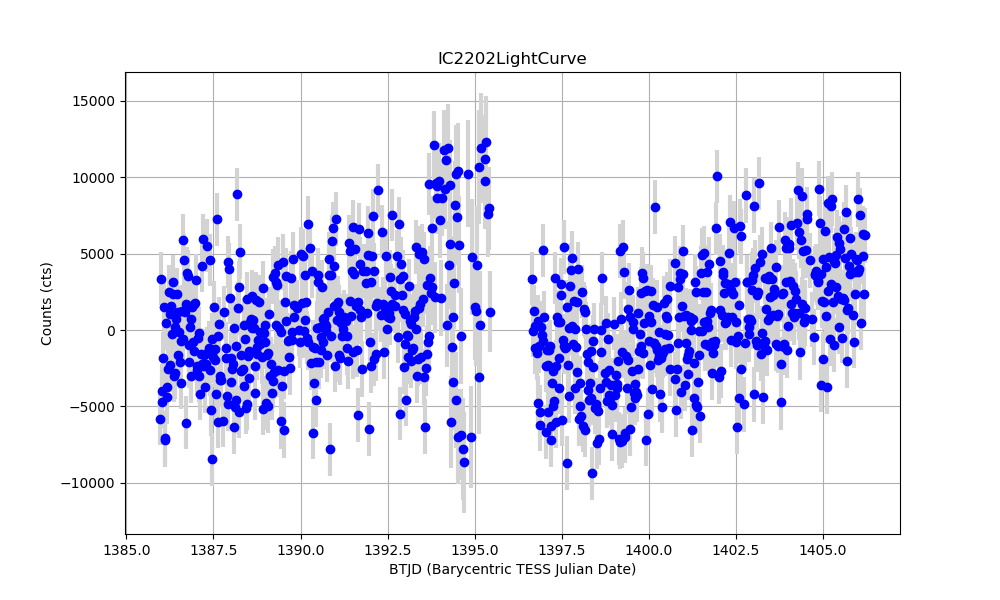 IC2202LightCurve
Counts (cts)
15000
10000
5000
0
−5000
−10000
1385.0 1387.5 1390.0 1392.5 1395.0 1397.5 1400.0 1402.5 1405.0
BTJD (Barycentric TESS Julian Date)